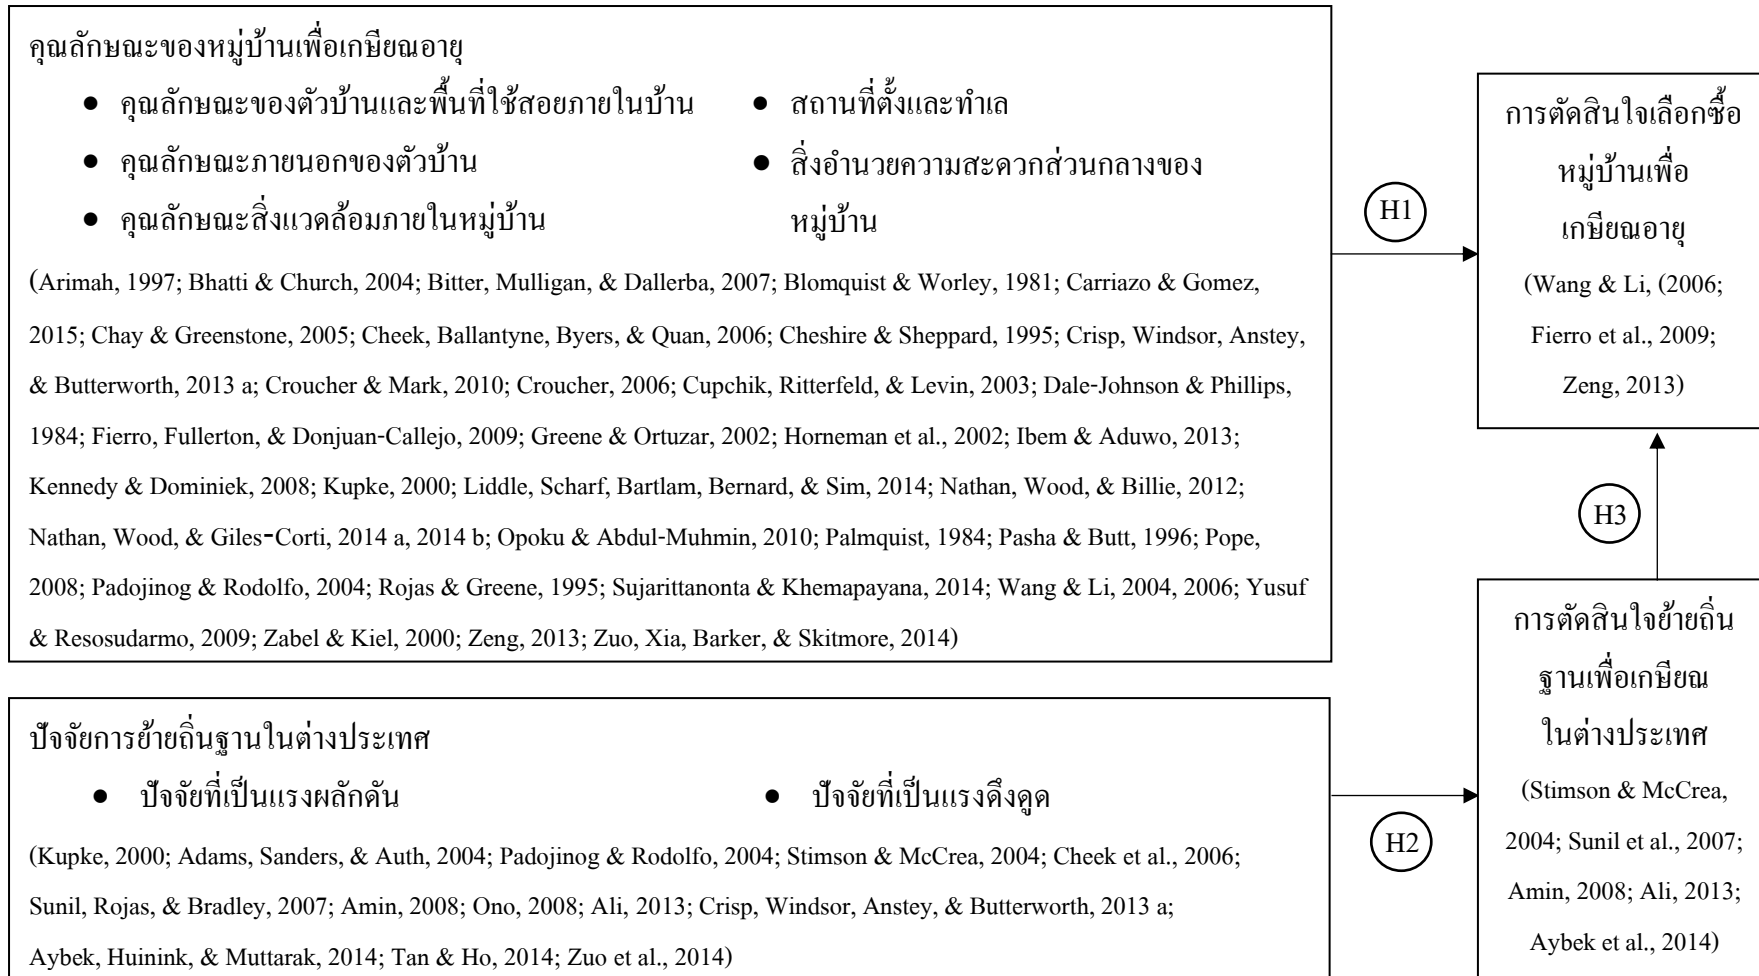 คุณลักษณะของหมู่บ้านเพื่อเกษียณอายุ
● คุณลักษณะของตัวบ้านและพื้นที่ใช้สอยภายในบ้าน
● คุณลักษณะภายนอกของตัวบ้าน
● คุณลักษณะสิ่งแวดล้อมภายในหมู่บ้าน
● สถานที่ตั้งและทำเล
● สิ่งอำนวยความสะดวกส่วนกลางของ
หมู่บ้าน
(Arimah, 1997; Bhatti & Church, 2004; Bitter, Mulligan, & Dallerba, 2007; Blomquist & Worley, 1981; Carriazo & Gomez,
2015; Chay & Greenstone, 2005; Cheek, Ballantyne, Byers, & Quan, 2006; Cheshire & Sheppard, 1995; Crisp, Windsor, Anstey,
& Butterworth, 2013 a; Croucher & Mark, 2010; Croucher, 2006; Cupchik, Ritterfeld, & Levin, 2003; Dale-Johnson & Phillips,
1984; Fierro, Fullerton, & Donjuan-Callejo, 2009; Greene & Ortuzar, 2002; Horneman et al., 2002; Ibem & Aduwo, 2013;
Kennedy & Dominiek, 2008; Kupke, 2000; Liddle, Scharf, Bartlam, Bernard, & Sim, 2014; Nathan, Wood, & Billie, 2012;
Nathan, Wood, & Giles-Corti, 2014 a, 2014 b; Opoku & Abdul-Muhmin, 2010; Palmquist, 1984; Pasha & Butt, 1996; Pope,
2008; Padojinog & Rodolfo, 2004; Rojas & Greene, 1995; Sujarittanonta & Khemapayana, 2014; Wang & Li, 2004, 2006; Yusuf
& Resosudarmo, 2009; Zabel & Kiel, 2000; Zeng, 2013; Zuo, Xia, Barker, & Skitmore, 2014)
H1
การตัดสินใจเลือกซื้อ
หมู่บ้านเพื่อ
เกษียณอายุ
(Wang & Li, (2006;
Fierro et al., 2009;
Zeng, 2013)
H3
ปัจจัยการย้ายถิ่นฐานในต่างประเทศ
● ปัจจัยที่เป็นแรงผลักดัน
● ปัจจัยที่เป็นแรงดึงดูด
(Kupke, 2000; Adams, Sanders, & Auth, 2004; Padojinog & Rodolfo, 2004; Stimson & McCrea, 2004; Cheek et al., 2006;
Sunil, Rojas, & Bradley, 2007; Amin, 2008; Ono, 2008; Ali, 2013; Crisp, Windsor, Anstey, & Butterworth, 2013 a;
Aybek, Huinink, & Muttarak, 2014; Tan & Ho, 2014; Zuo et al., 2014)
H2
การตัดสินใจย้ายถิ่น
ฐานเพื่อเกษียณ
ในต่างประเทศ
(Stimson & McCrea,
2004; Sunil et al., 2007;
Amin, 2008; Ali, 2013;
Aybek et al., 2014)